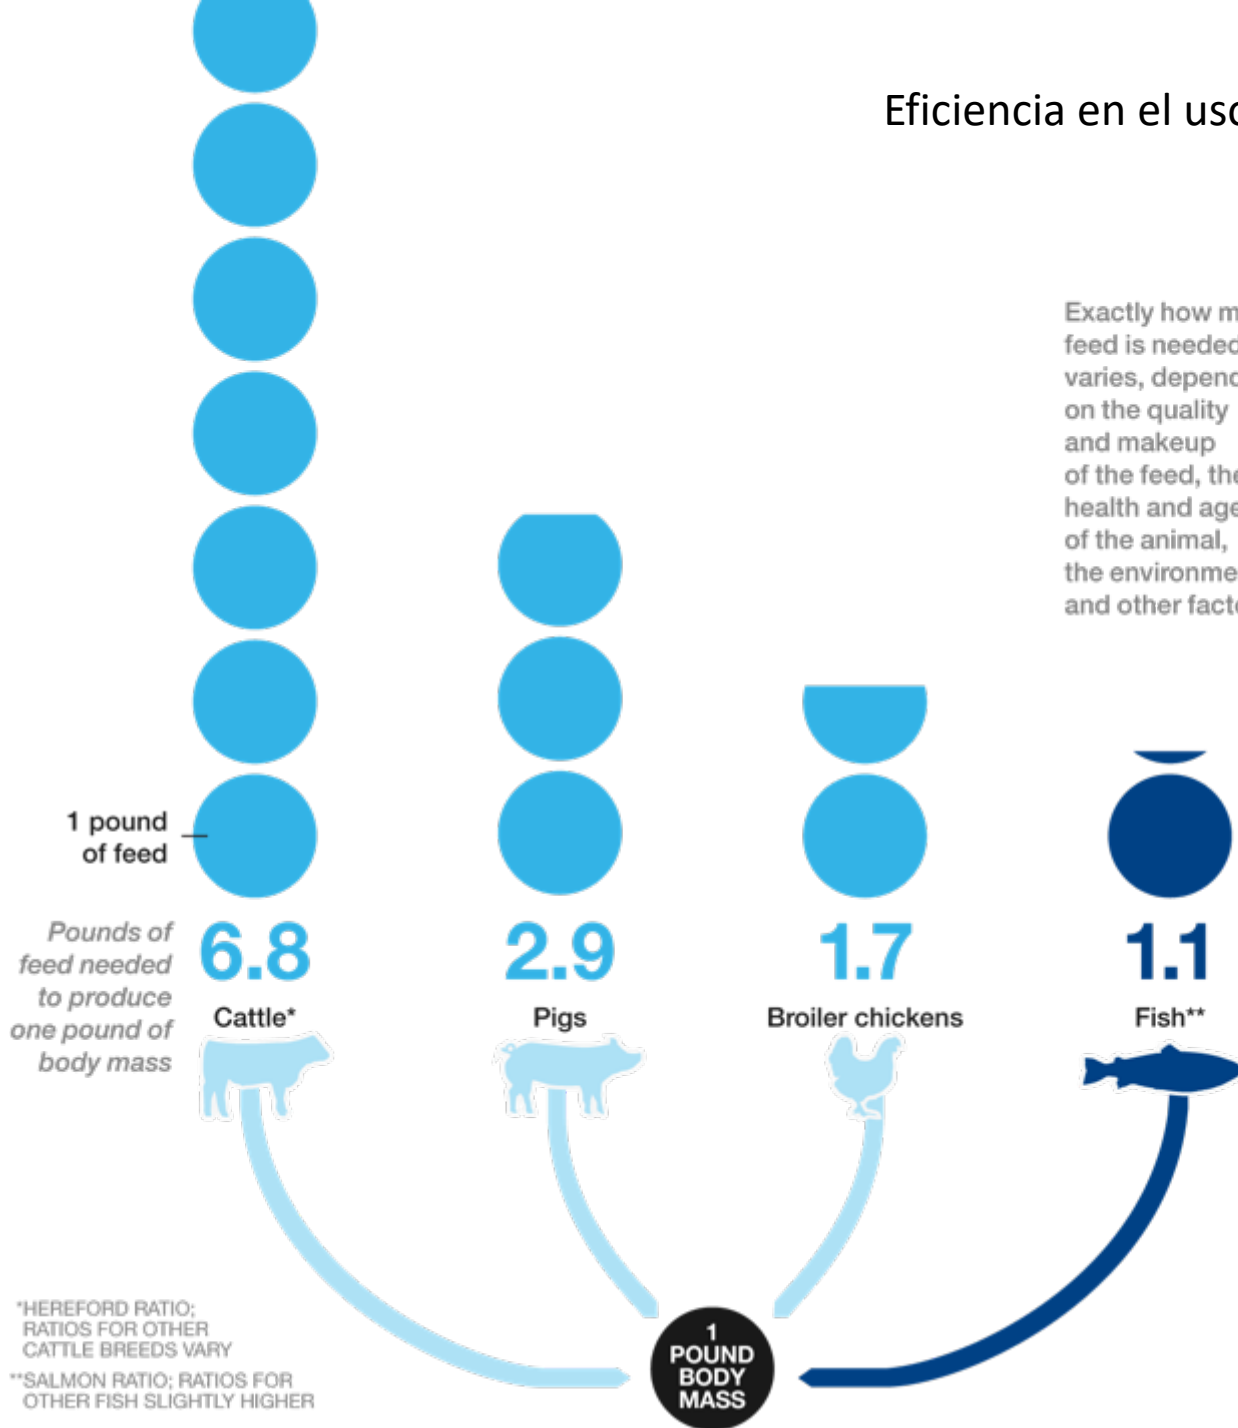 Eficiencia en el uso
Exactly how m
feed is needed
varies, depend
on the quality
and makeup
of the feed, the
health and age
of the animal,
the environme
and other facto
1 pound
of feed
Pounds of
feed needed
to produce
one pound of
body mass
6.8
Cattle*
2.9
Pigs
1.7
Broiler chickens
1.1
Fish**
1
POUND
BODY
MASS
*HEREFORD RATIO;
RATIOS FOR OTHER
CATTLE BREEDS VARY
**SALMON RATIO; RATIOS FOR
OTHER FISH SLIGHTLY HIGHER